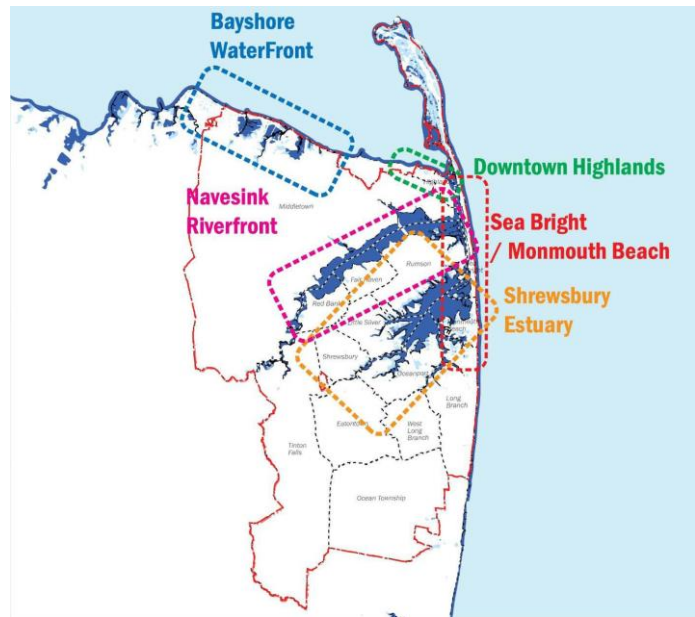 Bayshore
WaterFront
Downtown Highlands
Navesink
Riverfront
Middletown
Sea Bright
/ Monmouth Beach
Rumson
Fair Haven
Red Bank
Shrewsbury
Estuary
Little Silver
Shrewsbury
Oceanport
Long
Branch
Eatontown
West
Long
Branch
Tinton
Falls
Ocean Township